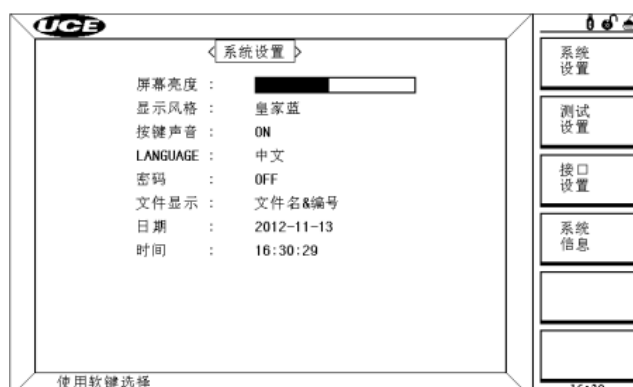 UCE
<系统设置>
屏幕亮度 :
显示风格 : 皇家蓝
按键声音 : ON
LANGUAGE : 中文
密码 : OFF
文件显示 : 文件名&编号
日期 : 2012-11-13
时间 : 16:30:29
使用软键选择
系统
设置
测试
设置
接口
设置
系统
信息